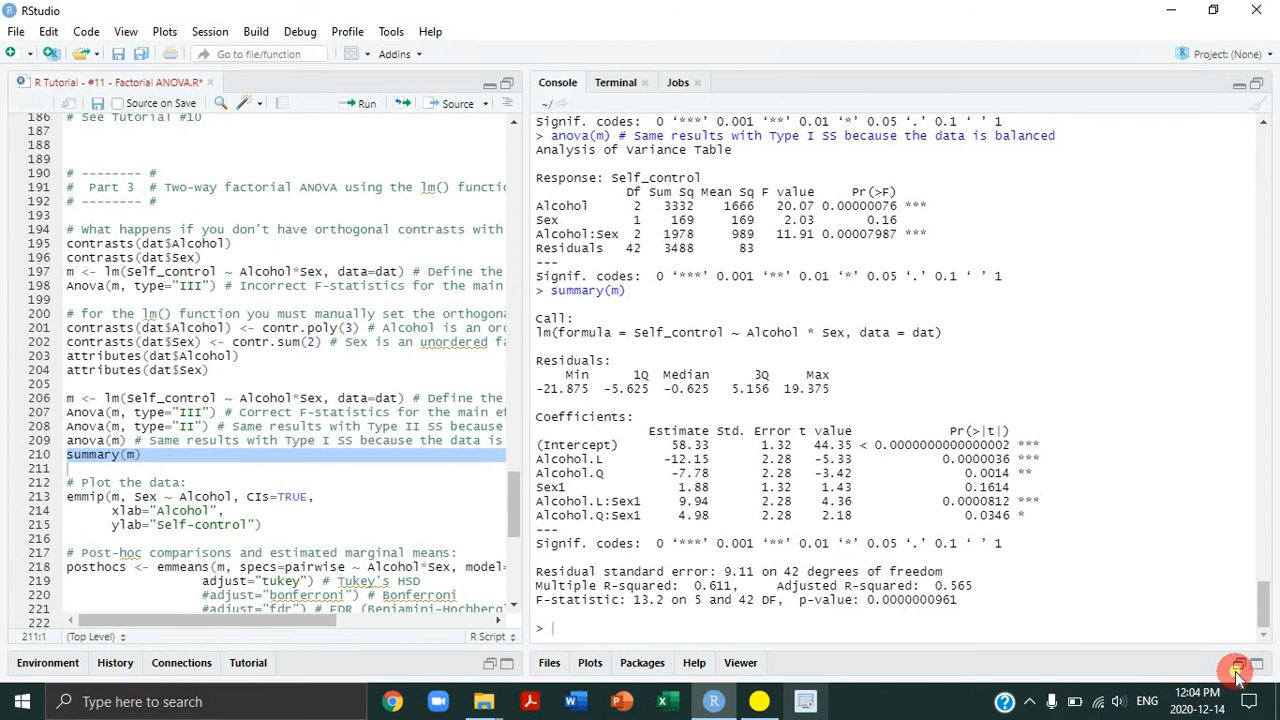 RStudio
File Edit Code View Plots Session Build Debug Profile Tools Help
Go to file/function Addins Project: (None)
R Tutorial - #11 - Factorial ANOVA.R*
Source on Save Run Source
186 # See Tutorial #10
187
188
189
190 # -------- #
191 #  Part 3  # Two-way factorial ANOVA using the lm() func
192 # -------- #
193
194 # What happens if you don't have orthogonal contrasts with
195 contrasts(dat$Alcohol)
196 contrasts(dat$Sex)
197 m <- lm(Self_control ~ Alcohol*Sex, data=dat) # Define the
198 Anova(m, type="III") # Incorrect F-statistics for the main
199
200 # for the lm() function you must manually set the orthogona
201 contrasts(dat$Alcohol) <- contr.poly(3) # Alcohol is an or
202 contrasts(dat$Sex) <- contr.sum(2) # Sex is an unordered fa
203 attributes(dat$Alcohol)
204 attributes(dat$Sex)
205
206 m <- lm(Self_control ~ Alcohol*Sex, data=dat) # Define the
207 Anova(m, type="III") # Correct F-statistics for the main ef
208 Anova(m, type="II") # Same results with Type II SS because
209 anova(m) # Same results with Type I SS because the data is
210 summary(m)
211
212 # Plot the data:
213 emmip(m, Sex ~ Alcohol, CIs=TRUE,
214       xlab="Alcohol",
215       ylab="Self-control")
216
217 # Post-hoc comparisons and estimated marginal means:
218 posthocs <- emmeans(m, specs=pairwise ~ Alcohol*Sex, model=
219                     adjust="tukey") # Tukey's HSD
220                     #adjust="bonferroni") # Bonferroni
221                     #adjust="fdr") # FDR (Benjamini-Hochberg)
222
211:1 (Top Level) R Script
Environment History Connections Tutorial
Console Terminal Jobs
~/
Signif. codes:  0 ‘***’ 0.001 ‘**’ 0.01 ‘*’ 0.05 ‘.’ 0.1 ‘ ’ 1
> anova(m) # Same results with Type I SS because the data is balanced
Analysis of Variance Table
Response: Self_control
Df Sum Sq Mean Sq F value Pr(>F)
Alcohol 2 3332 1666 20.07 0.00000076 ***
Sex 1 169 169 2.03 0.16
Alcohol:Sex 2 1978 989 11.91 0.00007987 ***
Residuals 42 3488 83
---
Signif. codes:  0 ‘***’ 0.001 ‘**’ 0.01 ‘*’ 0.05 ‘.’ 0.1 ‘ ’ 1
> summary(m)
Call:
lm(formula = Self_control ~ Alcohol * Sex, data = dat)
Residuals:
Min 1Q Median 3Q Max
-21.875 -5.625 -0.625 5.156 19.375
Coefficients:
Estimate Std. Error t value Pr(>|t|)
(Intercept) 58.33 1.32 44.35 < 0.0000000000000002 ***
Alcohol.L -12.15 2.28 -5.33 0.0000036 ***
Alcohol.Q -7.78 2.28 -3.42 0.0014 **
Sex1 1.88 1.32 1.43 0.1614
Alcohol.L:Sex1 9.94 2.28 4.36 0.0000812 ***
Alcohol.Q:Sex1 4.98 2.28 2.18 0.0346 *
---
Signif. codes:  0 ‘***’ 0.001 ‘**’ 0.01 ‘*’ 0.05 ‘.’ 0.1 ‘ ’ 1
Residual standard error: 9.11 on 42 degrees of freedom
Multiple R-squared:  0.611, Adjusted R-squared:  0.565
F-statistic: 13.2 on 5 and 42 DF,  p-value: 0.0000000961
>
Files Plots Packages Help Viewer
Type here to search
ENG 12:04 PM
2020-12-14